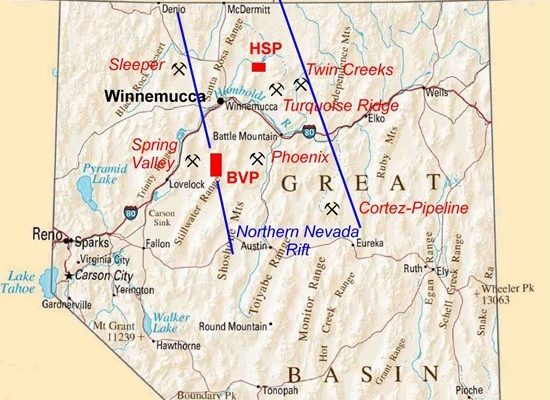 Denio
McDermitt
HSP
Sleeper
Black Rock Desert
Santa Rosa Range
Twin Creeks
Independence Mts
Winnemucca
Humboldt
R
Winnemucca
Turquoise Ridge
Wells
Elko
80
Battle Mountain
Spring
Valley
Phoenix
Ruby Mts
Trinity Range
Pyramid
Lake
Lovelock
BVP
GREAT
80
Carson
Sink
Stillwater Range
Cortez-Pipeline
Reno
Sparks
Fallon
Shoshone Mts
Northern Nevada
Rift
Austin
Eureka
Virginia City
Carson City
Lake
Tahoe
Yerington
Gardnerville
Toiyabe Range
Monitor Range
Hot Creek Range
Ruth
Ely
Egan Range
Schell Creek Range
Snake Ra
Wheeler Pk
13063
Walker
Lake
Mt Grant
11239
Round Mountain
Hawthorne
Grant Range
BASIN
Boundary Pk
Tonopah
Pioche